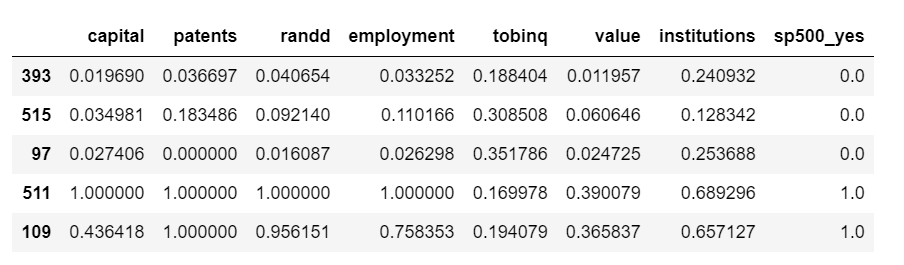 capital patents randd employment tobinq value institutions sp500_yes
393 0.019690 0.036697 0.040654 0.033252 0.188404 0.011957 0.240932 0.0
515 0.034981 0.183486 0.092140 0.110166 0.308508 0.060646 0.128342 0.0
97 0.027406 0.000000 0.016087 0.026298 0.351786 0.024725 0.253688 0.0
511 1.000000 1.000000 1.000000 1.000000 0.169978 0.390079 0.689296 1.0
109 0.436418 1.000000 0.956151 0.758353 0.194079 0.365837 0.657127 1.0